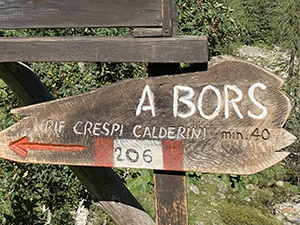 A BORS
RIF CRESPI CALDERINI - min. 40
206